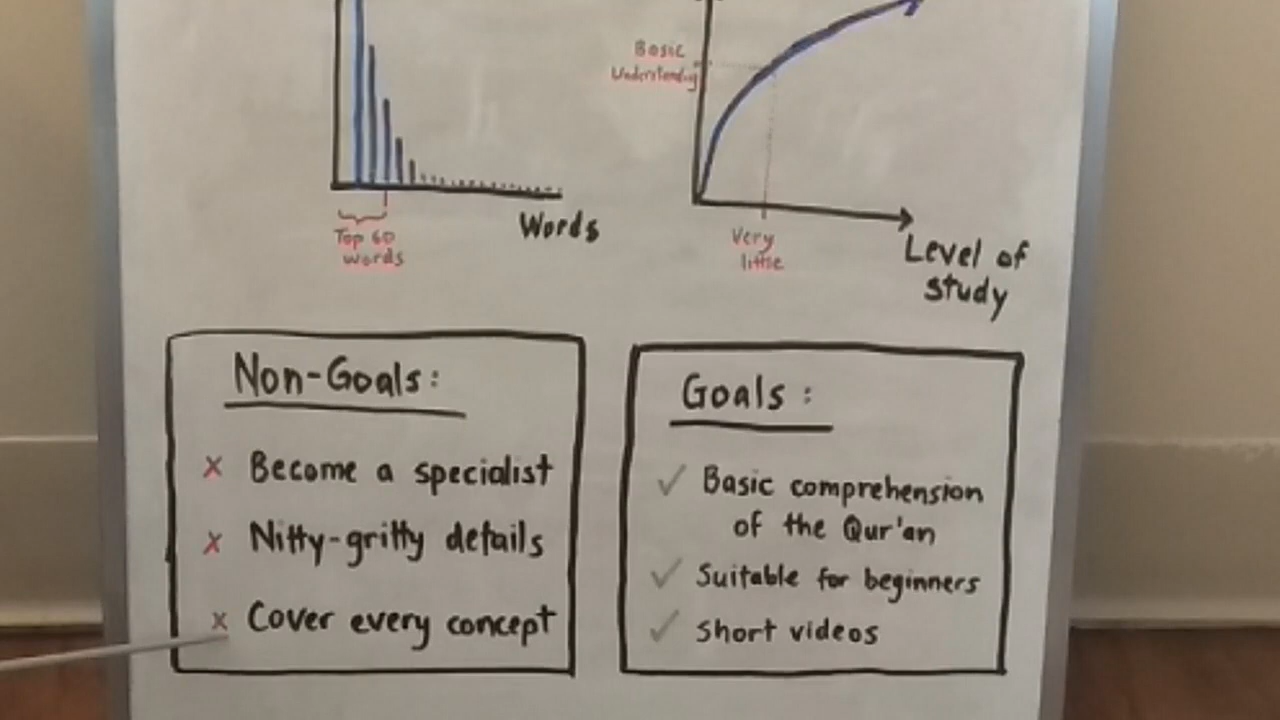 Basic
Understanding
Top 60
words
Words
Very
little
Level of
study
Non-Goals:
x Become a specialist
x Nitty-gritty details
x Cover every concept
Goals:
✓ Basic comprehension
of the Qur'an
✓ Suitable for beginners
✓ Short videos